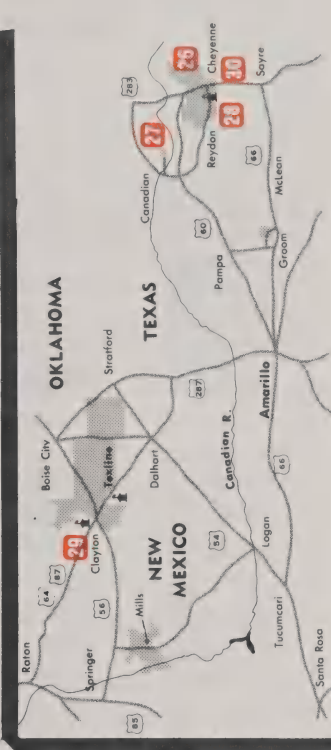 Raton
64
87
29
Clayton
Boise City
OKLAHOMA
Texline
Stratford
Springer
56
85
Mills
NEW
MEXICO
Dalhart
TEXAS
287
54
Canadian R.
Logan
Tucumcari
Santa Rosa
66
Amarillo
Pampa
60
Groom
McLean
66
Canadian
27
283
26
Cheyenne
30
28
Reydon
Sayre